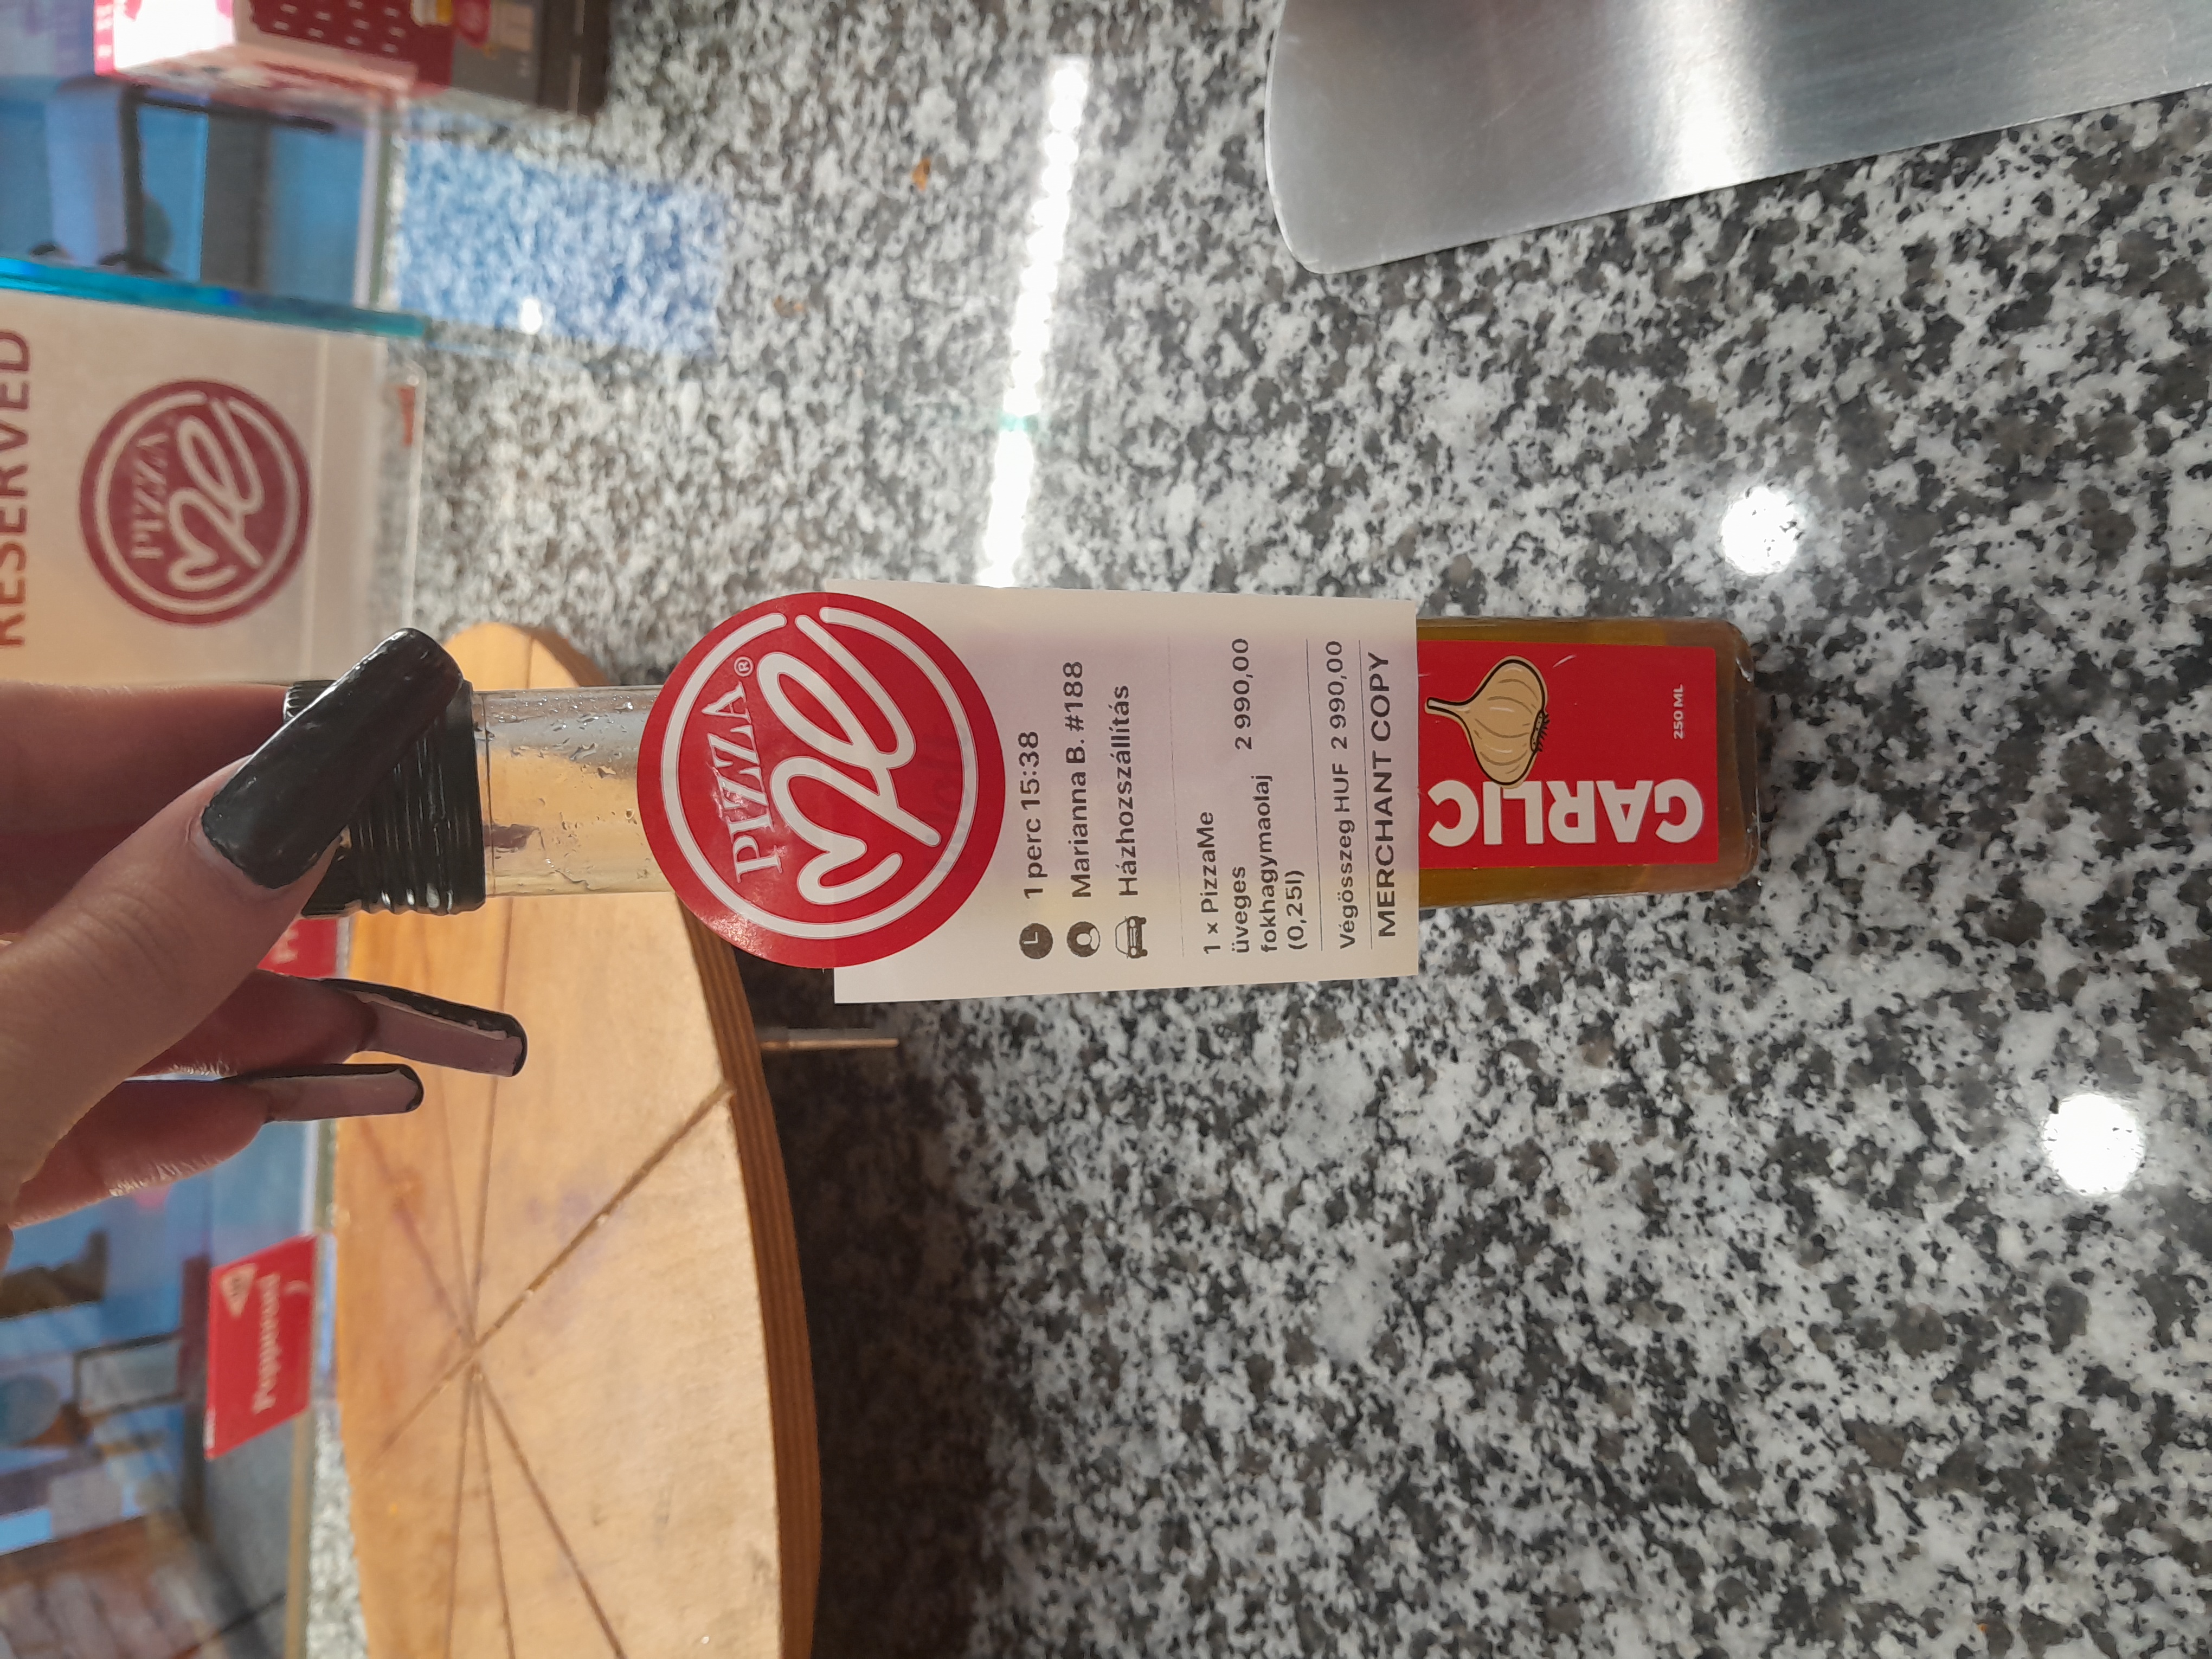 PIZZA®
Me
1 perc 15:38
Marianna B. #188
Házhozszállítás
1 x PizzaMe
üveges 2 990,00
fokhagymaolaj
(0,25l)
Végösszeg HUF 2 990,00
MERCHANT COPY
GARLIC
250 ML
RESERVED
PIZZA
Me
Pepperoni